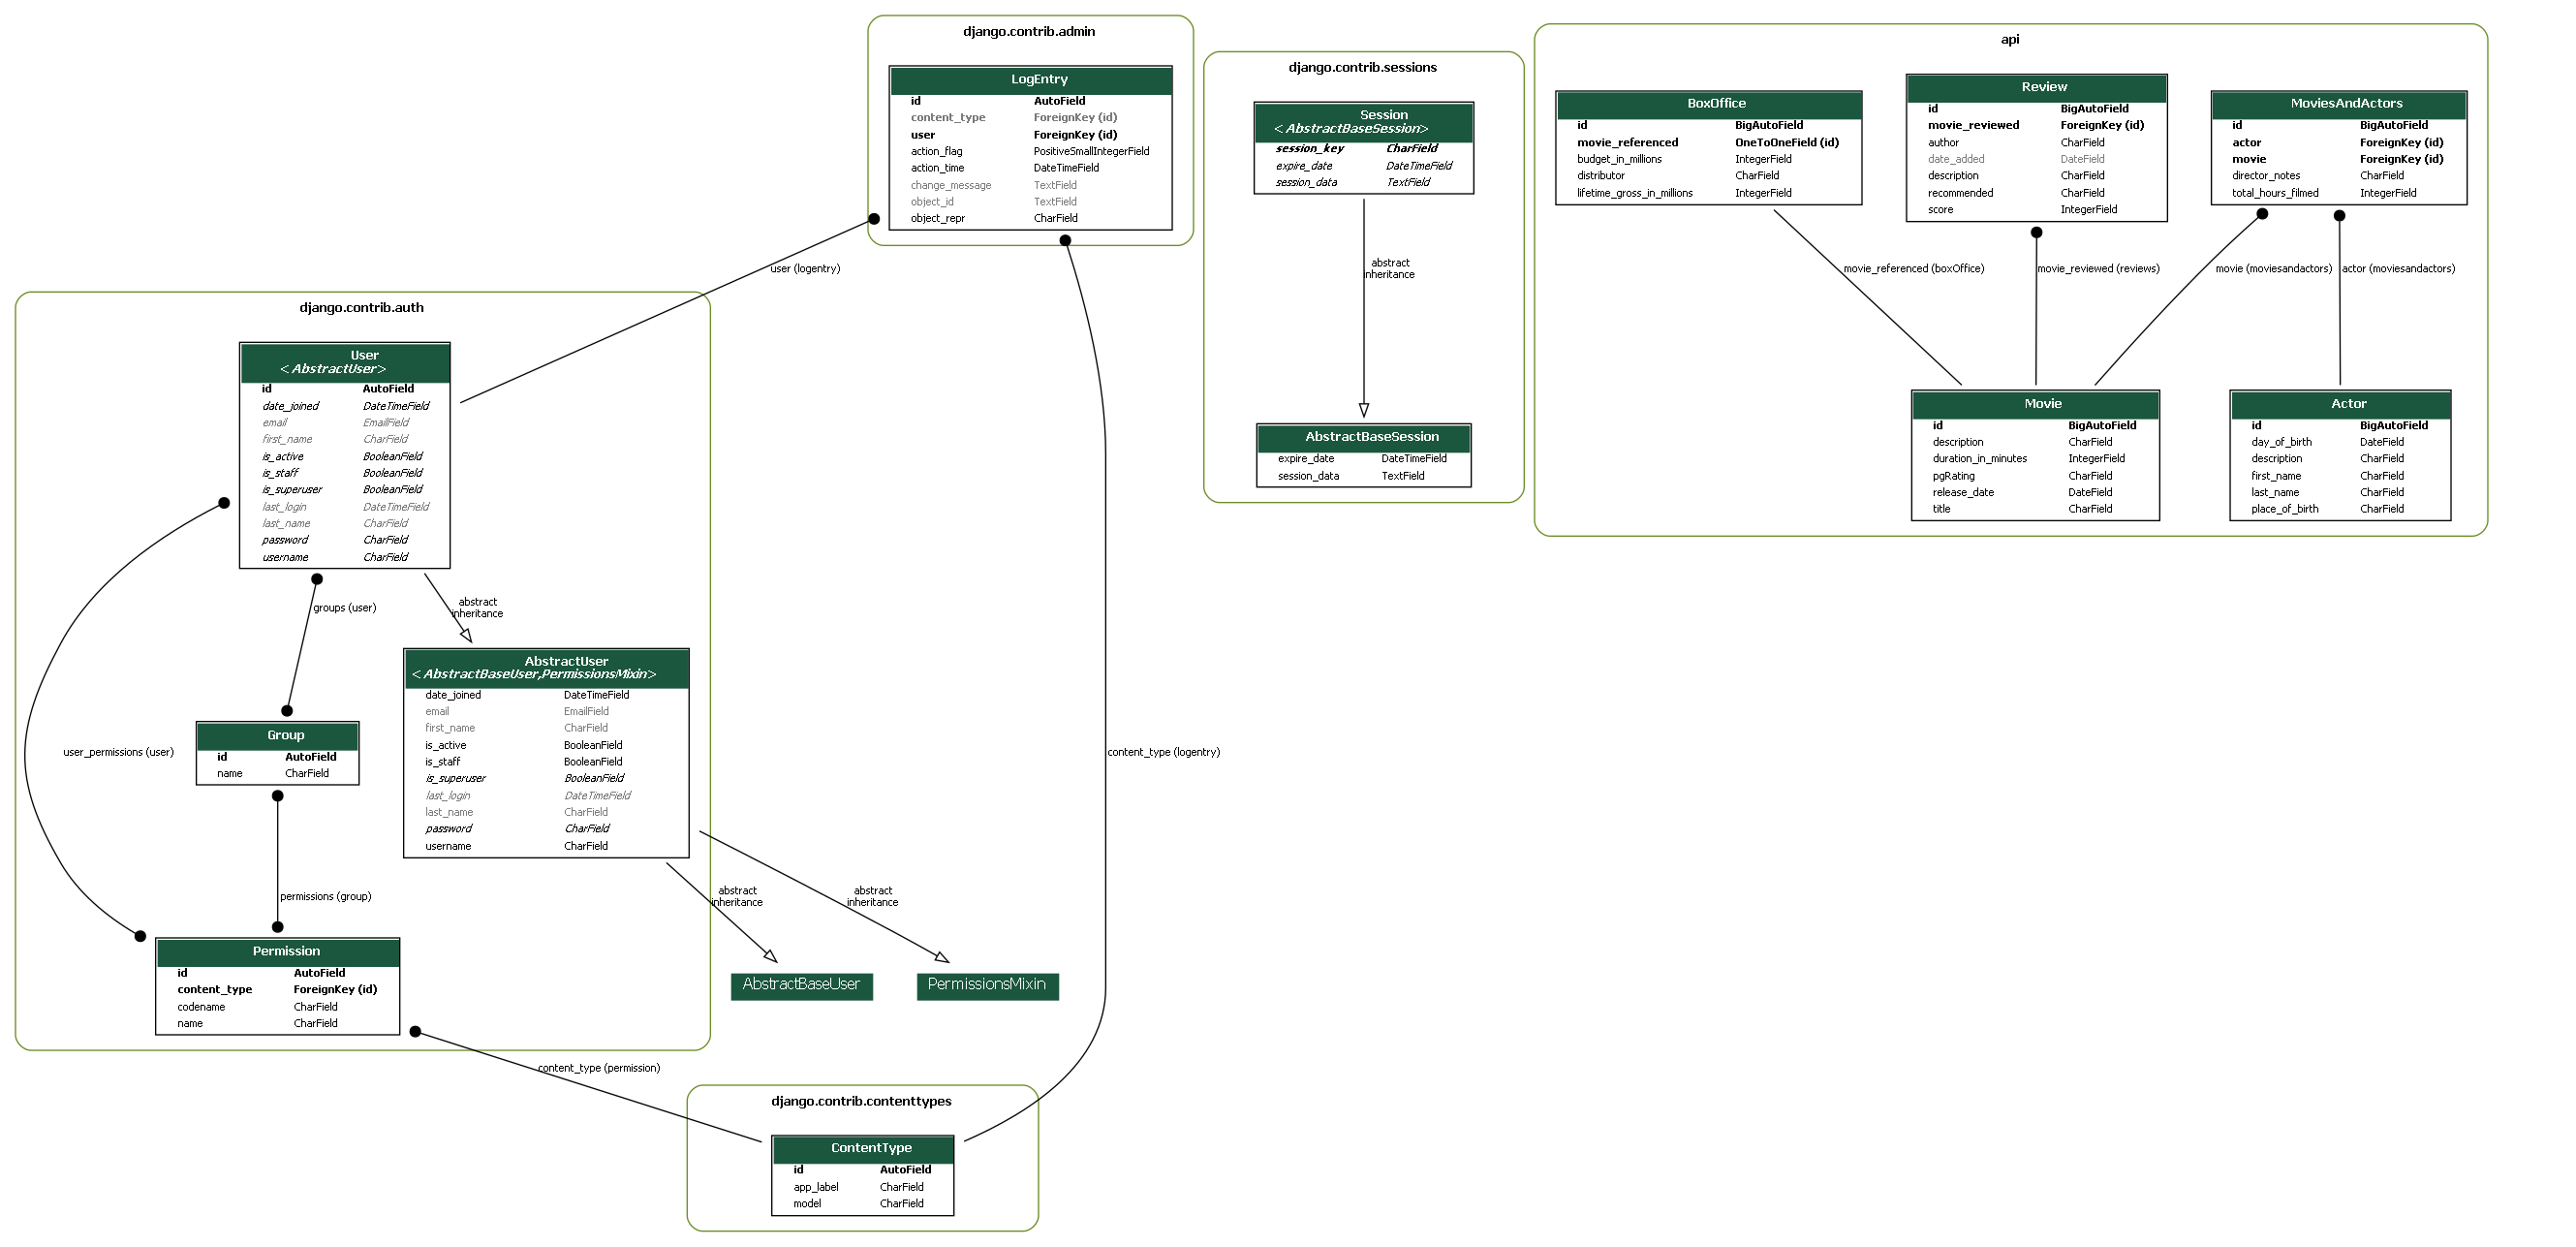 django.contrib.admin
LogEntry
id AutoField
content_type ForeignKey (id)
user ForeignKey (id)
action_flag PositiveSmallIntegerField
action_time DateTimeField
change_message TextField
object_id TextField
object_repr CharField
django.contrib.sessions
Session
<AbstractBaseSession>
session_key CharField
expire_date DateTimeField
session_data TextField
abstract
inheritance
AbstractBaseSession
expire_date DateTimeField
session_data TextField
api
BoxOffice
id BigAutoField
movie_referenced OneToOneField (id)
budget_in_millions IntegerField
distributor CharField
lifetime_gross_in_millions IntegerField
Review
id BigAutoField
movie_reviewed ForeignKey (id)
author CharField
date_added DateField
description CharField
recommended CharField
score IntegerField
MoviesAndActors
id BigAutoField
actor ForeignKey (id)
movie ForeignKey (id)
director_notes CharField
total_hours_filmed IntegerField
movie_referenced (boxOffice)
movie_reviewed (reviews)
movie (moviesandactors)
actor (moviesandactors)
Movie
id BigAutoField
description CharField
duration_in_minutes IntegerField
pgRating CharField
release_date DateField
title CharField
Actor
id BigAutoField
day_of_birth DateField
description CharField
first_name CharField
last_name CharField
place_of_birth CharField
user (logentry)
django.contrib.auth
User
<AbstractUser>
id AutoField
date_joined DateTimeField
email EmailField
first_name CharField
is_active BooleanField
is_staff BooleanField
is_superuser BooleanField
last_login DateTimeField
last_name CharField
password CharField
username CharField
groups (user)
abstract
inheritance
AbstractUser
<AbstractBaseUser,PermissionsMixin>
date_joined DateTimeField
email EmailField
first_name CharField
is_active BooleanField
is_staff BooleanField
is_superuser BooleanField
last_login DateTimeField
last_name CharField
password CharField
username CharField
Group
id AutoField
name CharField
user_permissions (user)
content_type (logentry)
permissions (group)
abstract
inheritance
abstract
inheritance
Permission
id AutoField
content_type ForeignKey (id)
codename CharField
name CharField
AbstractBaseUser
PermissionsMixin
content_type (permission)
django.contrib.contenttypes
ContentType
id AutoField
app_label CharField
model CharField